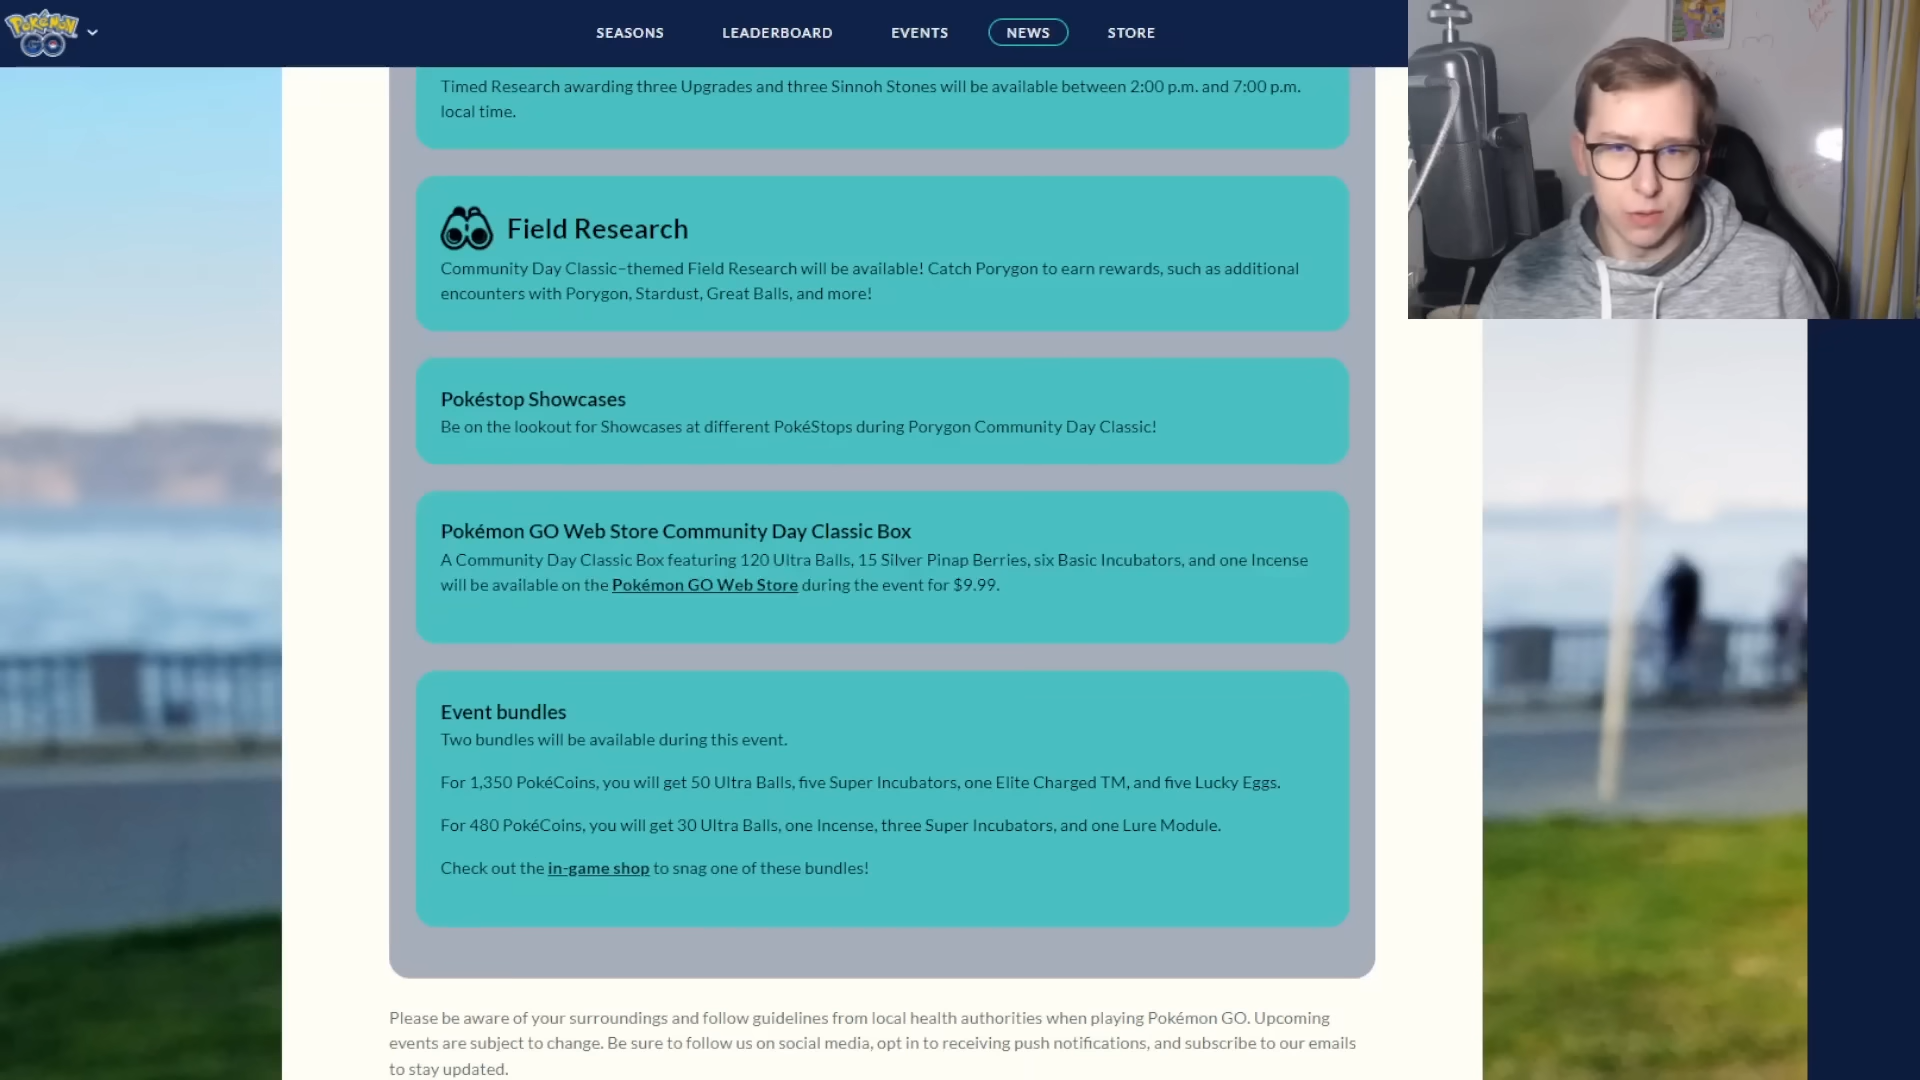 Pokémon GO
SEASONS LEADERBOARD EVENTS NEWS STORE
Timed Research awarding three Upgrades and three Sinnoh Stones will be available between 2:00 p.m. and 7:00 p.m.
local time.
Field Research
Community Day Classic–themed Field Research will be available! Catch Porygon to earn rewards, such as additional
encounters with Porygon, Stardust, Great Balls, and more!
Pokéstop Showcases
Be on the lookout for Showcases at different PokéStops during Porygon Community Day Classic!
Pokémon GO Web Store Community Day Classic Box
A Community Day Classic Box featuring 120 Ultra Balls, 15 Silver Pinap Berries, six Basic Incubators, and one Incense
will be available on the Pokémon GO Web Store during the event for $9.99.
Event bundles
Two bundles will be available during this event.
For 1,350 PokéCoins, you will get 50 Ultra Balls, five Super Incubators, one Elite Charged TM, and five Lucky Eggs.
For 480 PokéCoins, you will get 30 Ultra Balls, one Incense, three Super Incubators, and one Lure Module.
Check out the in-game shop to snag one of these bundles!
Please be aware of your surroundings and follow guidelines from local health authorities when playing Pokémon GO. Upcoming
events are subject to change. Be sure to follow us on social media, opt in to receiving push notifications, and subscribe to our emails
to stay updated.